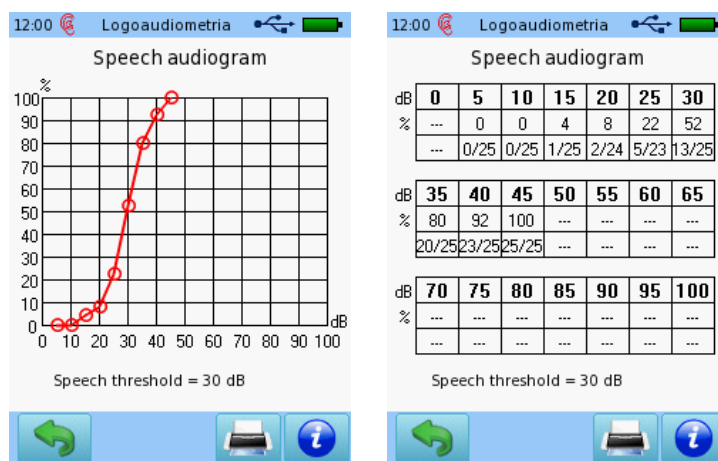 12:00 Logoaudiometria
Speech audiogram
%
100
90
80
70
60
50
40
30
20
10
0
dB
0 10 20 30 40 50 60 70 80 90 100
Speech threshold = 30 dB
12:00 Logoaudiometria
Speech audiogram
dB 0 5 10 15 20 25 30
% --- 0 0 4 8 22 52
--- 0/25 0/25 1/25 2/24 5/23 13/25
dB 35 40 45 50 55 60 65
% 80 92 100 --- --- --- ---
20/25 23/25 25/25 --- --- --- ---
dB 70 75 80 85 90 95 100
% --- --- --- --- --- --- ---
--- --- --- --- --- --- ---
Speech threshold = 30 dB